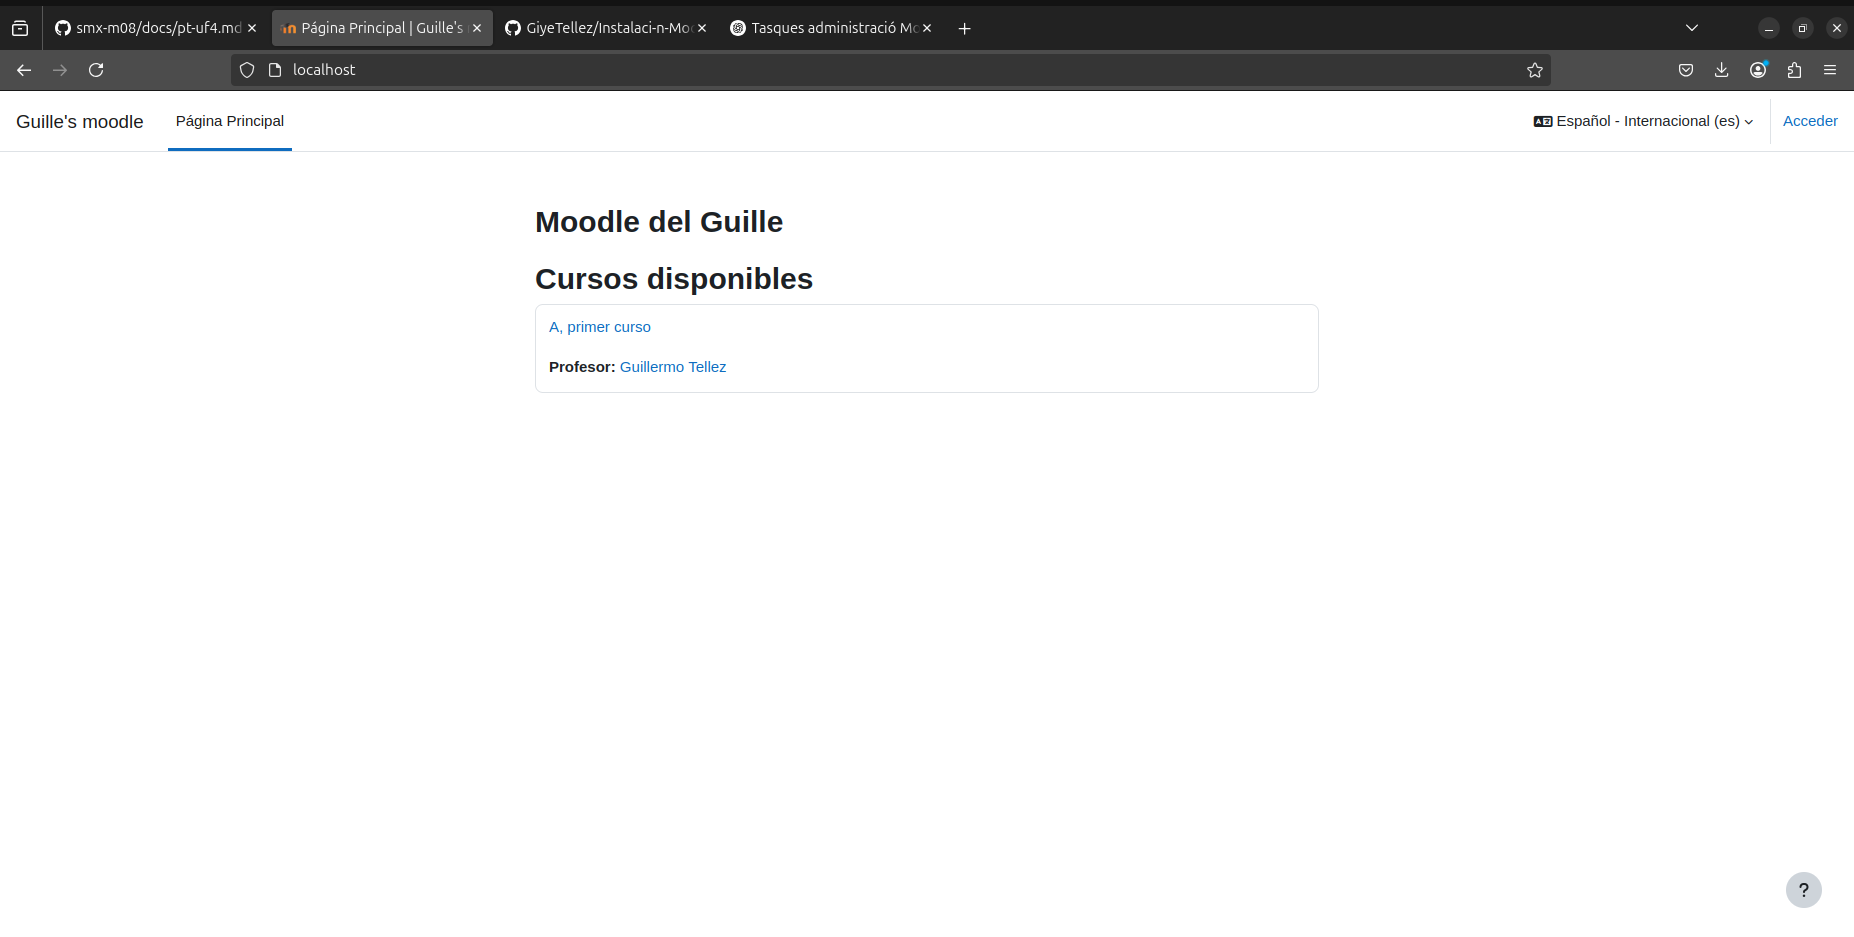 smx-m08/docs/pt-uf4.md
Página Principal | Guille's
GiyeTellez/Instalaci-n-Moo
Tasques administració Mo
localhost
Guille's moodle
Página Principal
Español - Internacional (es)
Acceder
Moodle del Guille
Cursos disponibles
A, primer curso
Profesor: Guillermo Tellez
?